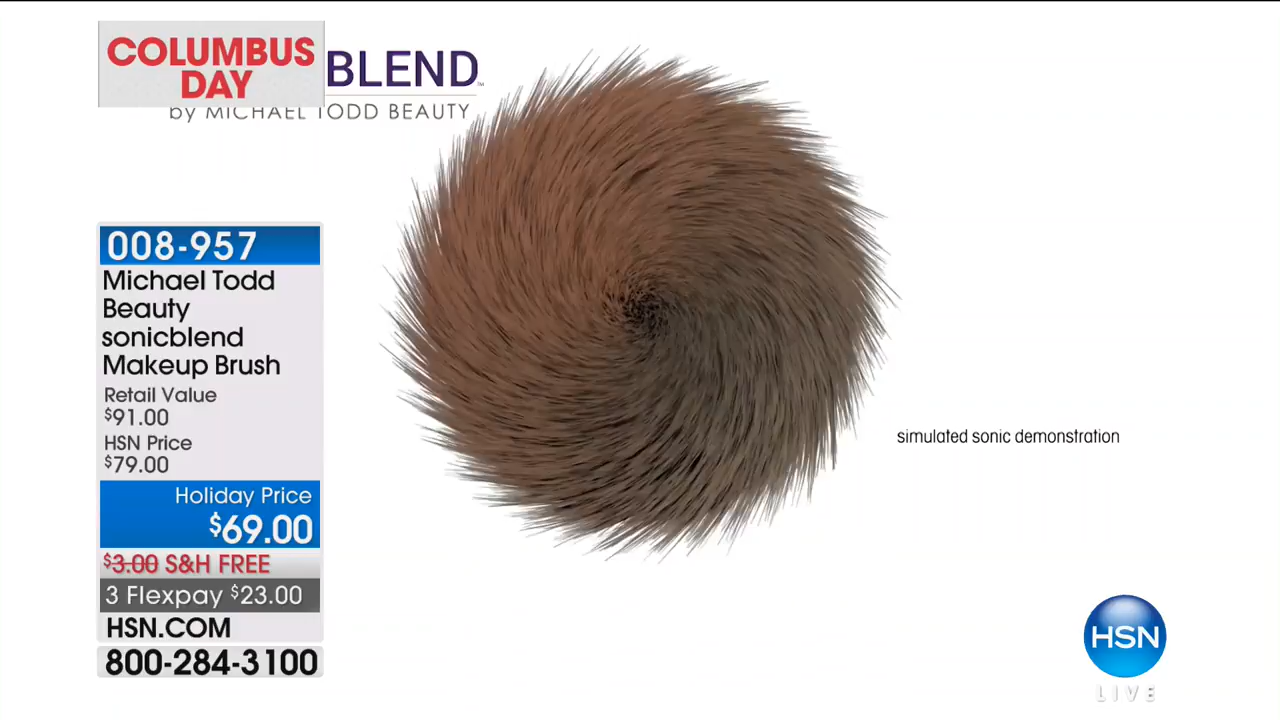 COLUMBUS
DAY
BLEND™
by MICHAEL TODD BEAUTY
008-957
Michael Todd
Beauty
sonicblend
Makeup Brush
Retail Value
$91.00
HSN Price
$79.00
Holiday Price
$69.00
$3.00 S&H FREE
3 Flexpay $23.00
HSN.COM
800-284-3100
simulated sonic demonstration
HSN
LIVE